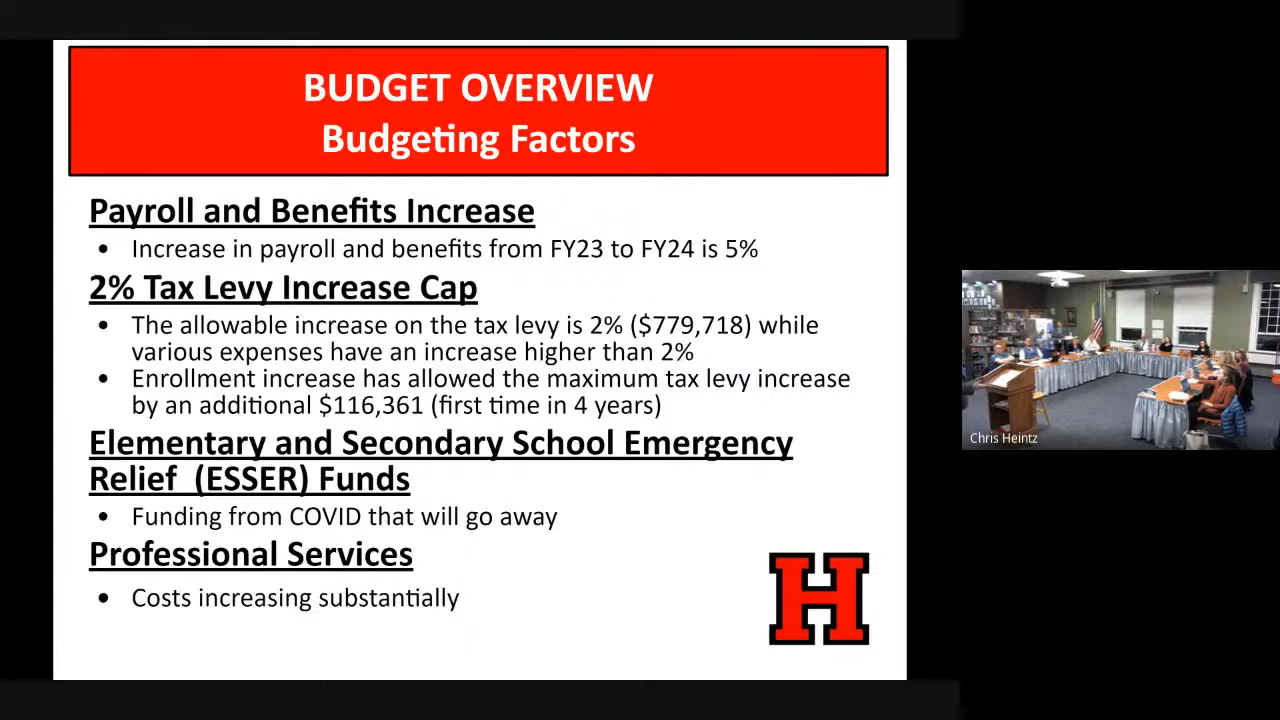 BUDGET OVERVIEW
Budgeting Factors
Payroll and Benefits Increase
• Increase in payroll and benefits from FY23 to FY24 is 5%
2% Tax Levy Increase Cap
• The allowable increase on the tax levy is 2% ($779,718) while
various expenses have an increase higher than 2%
• Enrollment increase has allowed the maximum tax levy increase
by an additional $116,361 (first time in 4 years)
Elementary and Secondary School Emergency
Relief (ESSER) Funds
• Funding from COVID that will go away
Professional Services
• Costs increasing substantially
H
Chris Heintz